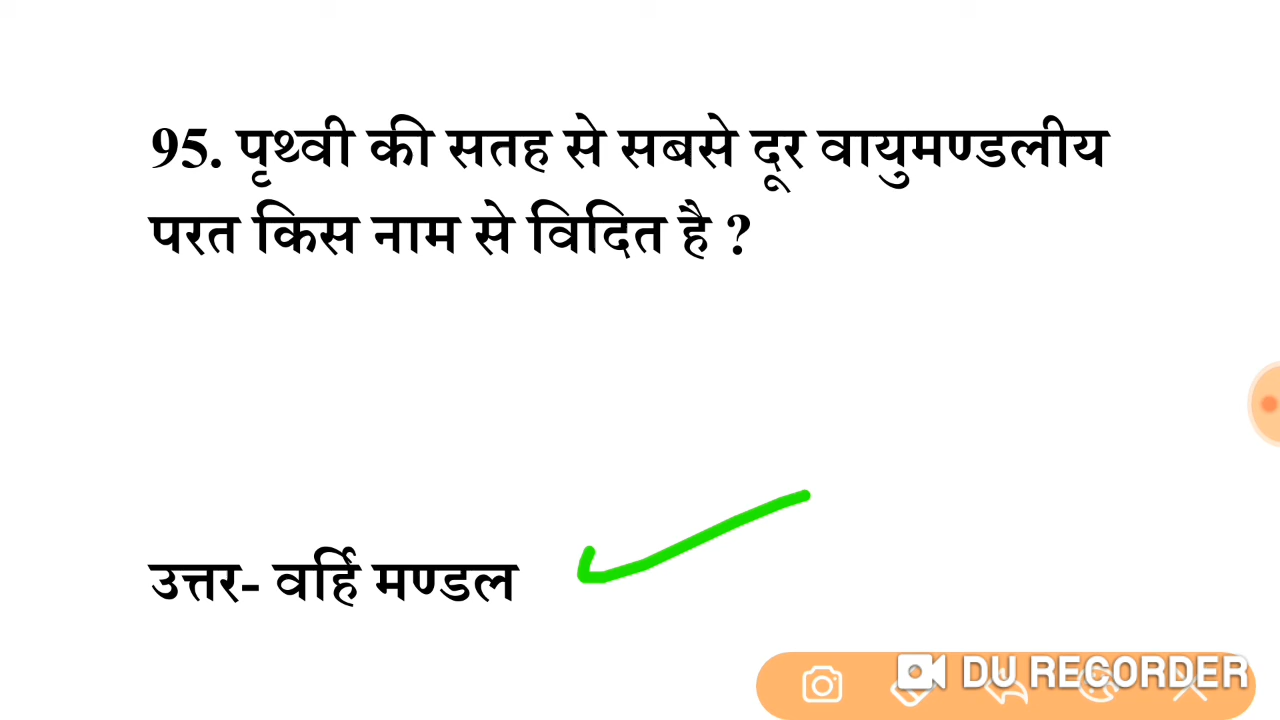 95. पृथ्वी की सतह से सबसे दूर वायुमण्डलीय
परत किस नाम से विदित है ?
उत्तर- वर्हि मण्डल
DU RECORDER